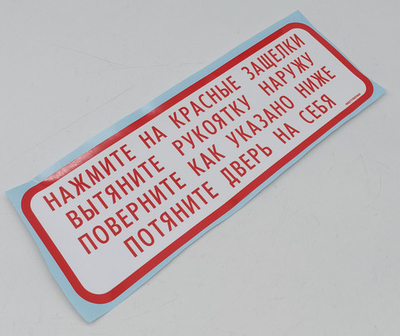 НАЖМИТЕ НА КРАСНЫЕ ЗАЩЕЛКИ
ВЫТЯНИТЕ РУКОЯТКУ НАРУЖУ
ПОВЕРНИТЕ КАК УКАЗАНО НИЖЕ
ПОТЯНИТЕ ДВЕРЬ НА СЕБЯ